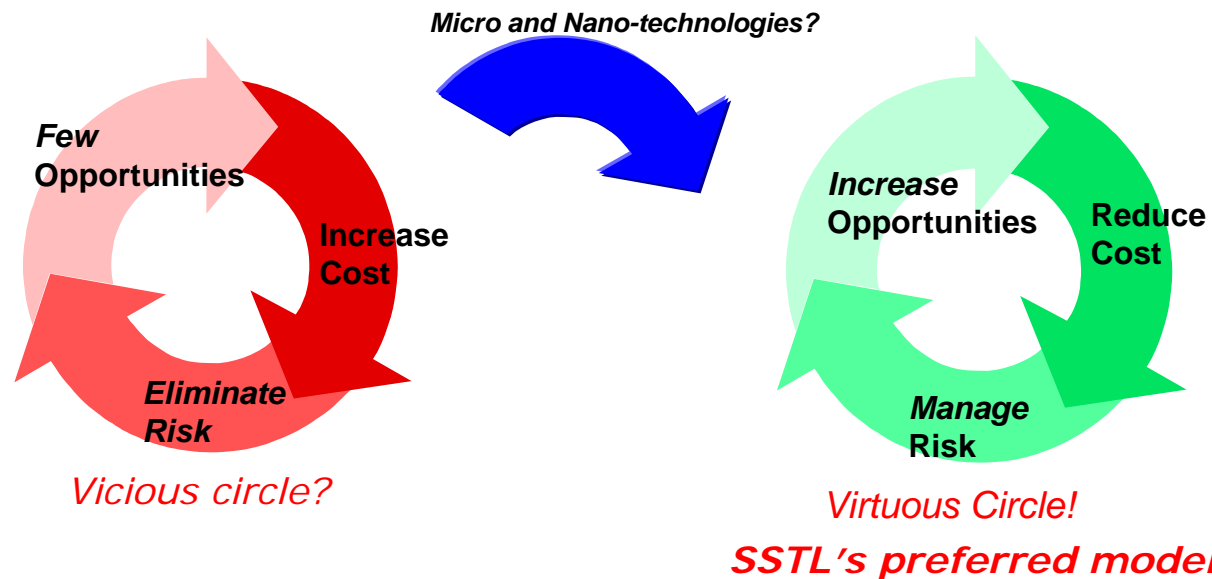 Micro and Nano-technologies?
Few
Opportunities
Increase
Cost
Eliminate
Risk
Vicious circle?
Increase
Opportunities
Reduce
Cost
Manage
Risk
Virtuous Circle!
SSTL's preferred model